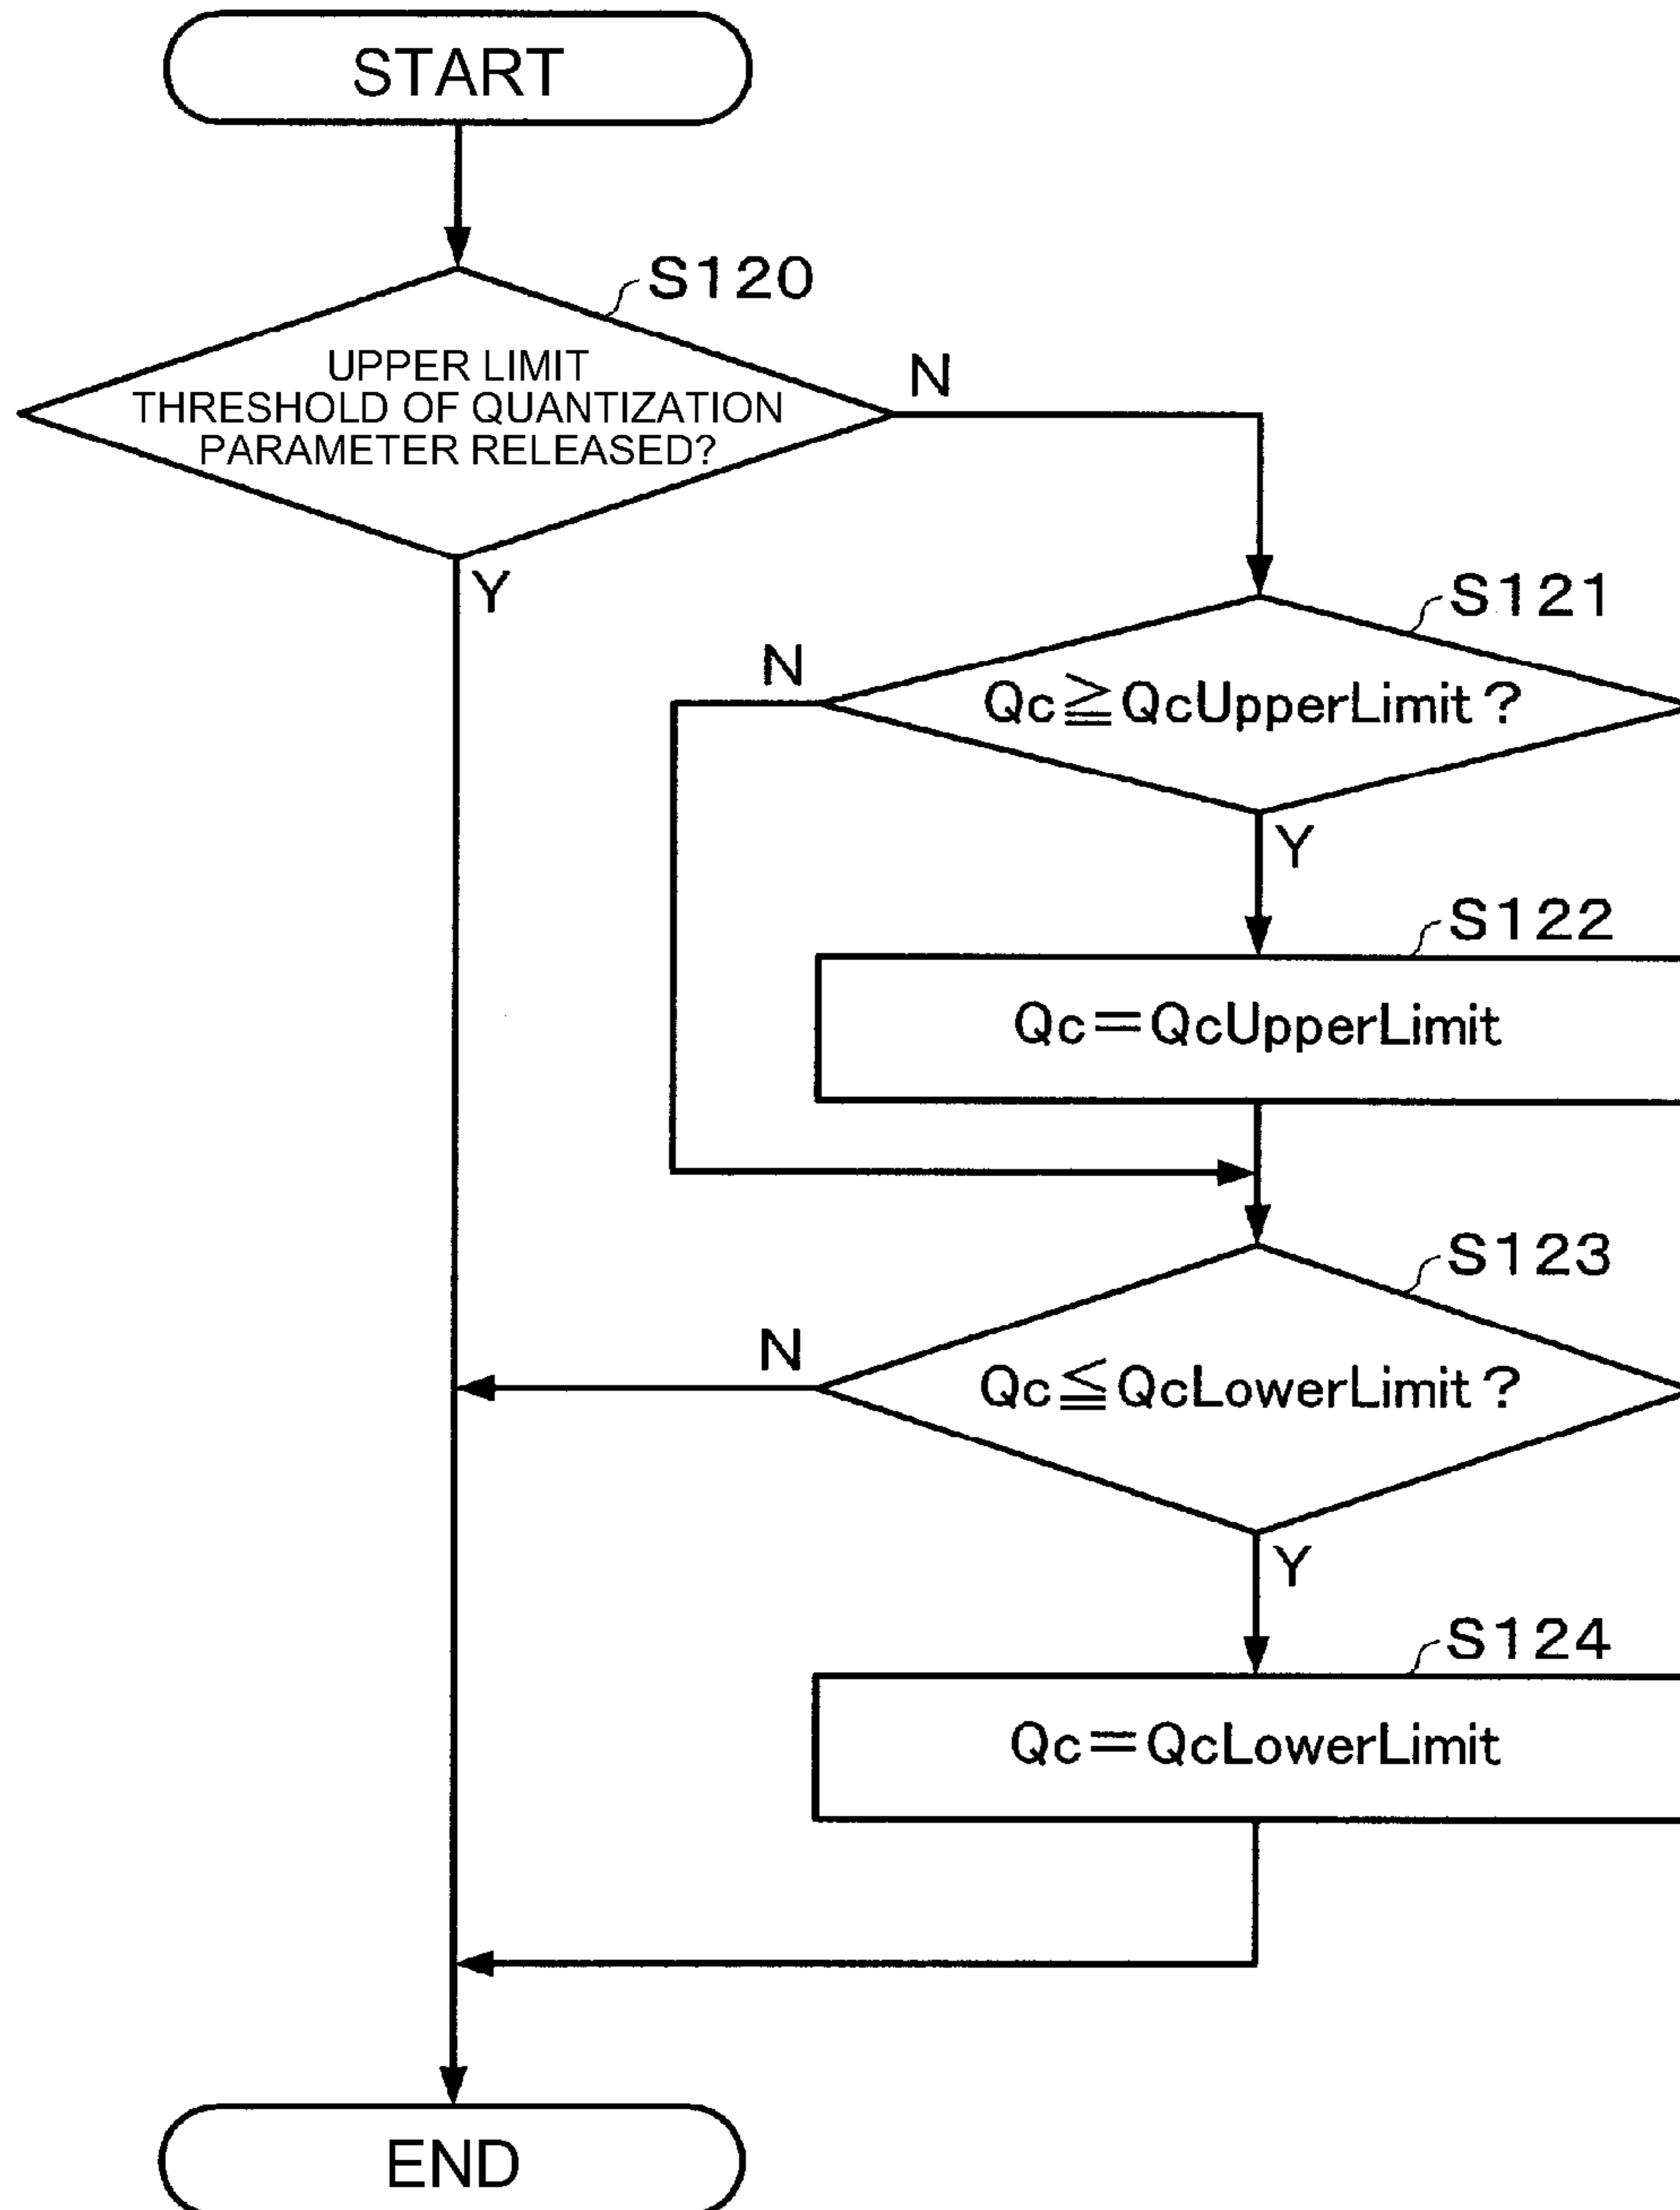 START
S120
UPPER LIMIT
THRESHOLD OF QUANTIZATION
PARAMETER RELEASED?
N
Y
S121
N
Qc≧QcUpperLimit?
Y
S122
Qc=QcUpperLimit
S123
N
Qc≦QcLowerLimit?
Y
S124
Qc=QcLowerLimit
END